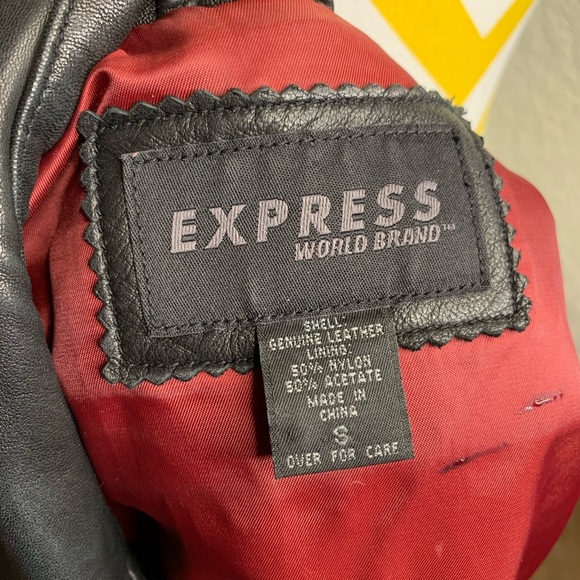 EXPRESS
WORLD BRAND™
SHELL:
GENUINE LEATHER
LINING:
50% NYLON
50% ACETATE
MADE IN
CHINA
S
OVER FOR CARE